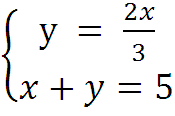 y = 2x/3
x + y = 5